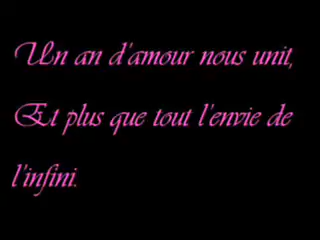 Un an d'amour nous unit,
Et plus que tout l'envie de
l'infini.